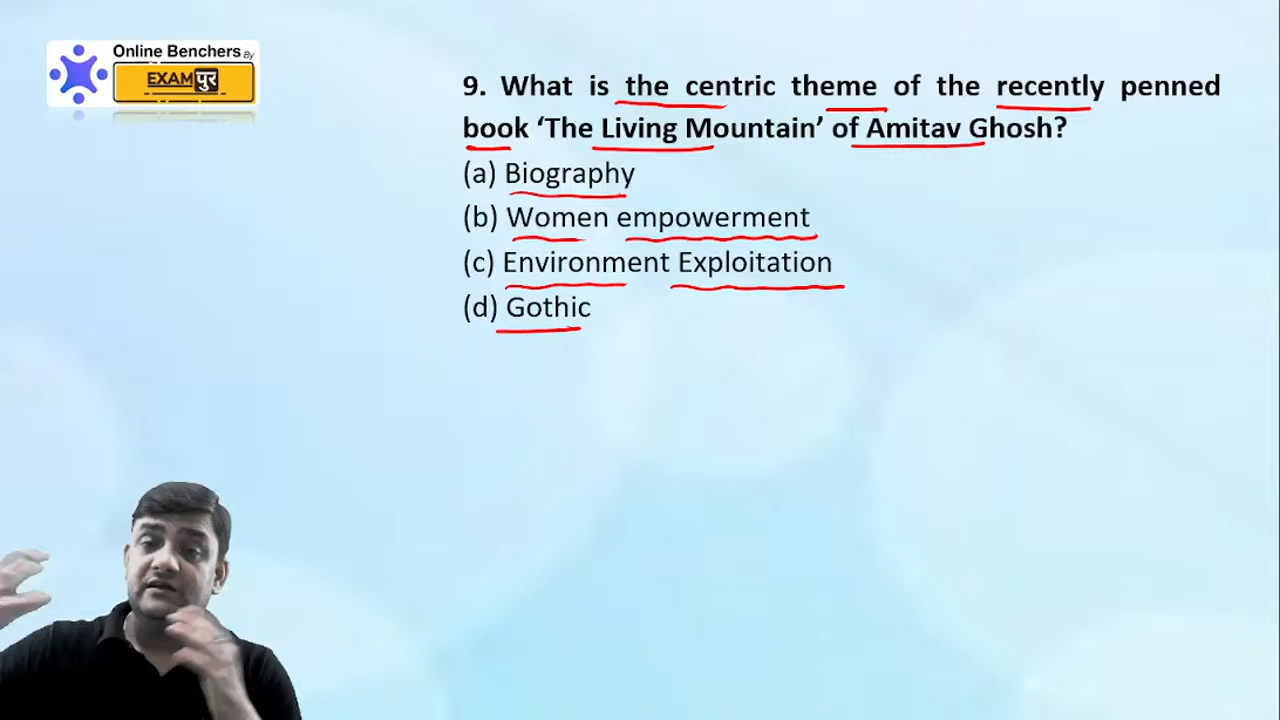 Online Benchers By
EXAMपुर
9. What is the centric theme of the recently penned
book ‘The Living Mountain’ of Amitav Ghosh?
(a) Biography
(b) Women empowerment
(c) Environment Exploitation
(d) Gothic